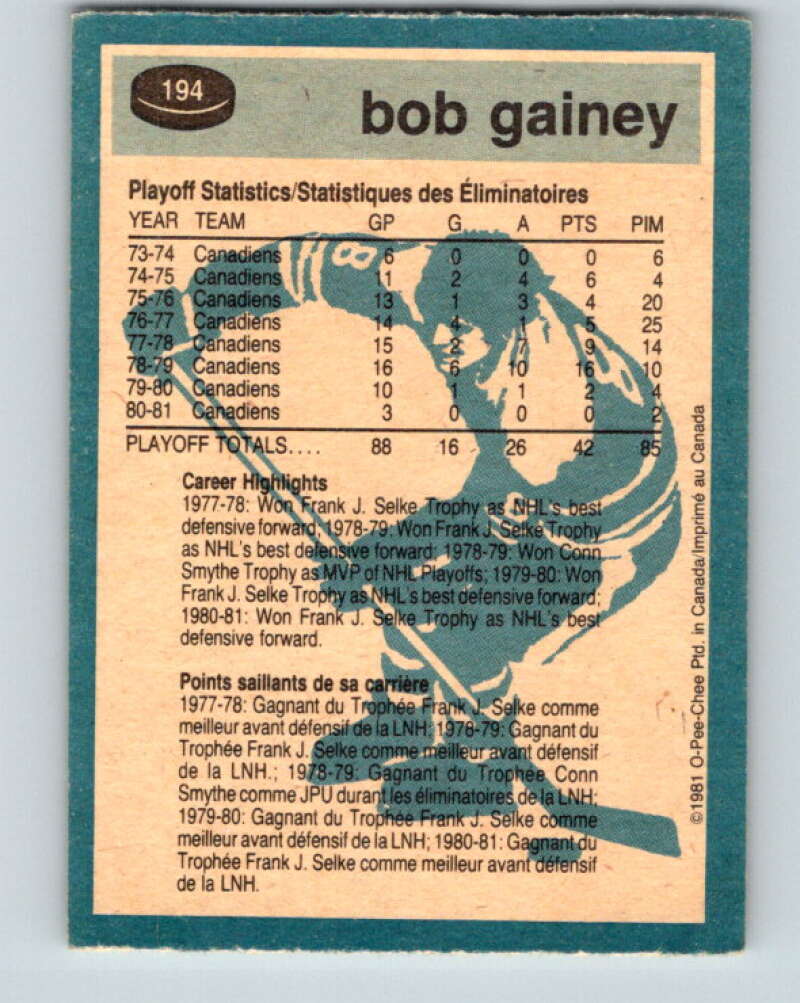 194
bob gainey
Playoff Statistics/Statistiques des Éliminatoires
YEAR TEAM GP G A PTS PIM
73-74 Canadiens 6 0 0 0 6
74-75 Canadiens 11 2 4 6 4
75-76 Canadiens 13 1 3 4 20
76-77 Canadiens 14 4 1 5 25
77-78 Canadiens 15 2 7 9 14
78-79 Canadiens 16 6 10 16 10
79-80 Canadiens 10 1 1 2 4
80-81 Canadiens 3 0 0 0 2
PLAYOFF TOTALS.... 88 16 26 42 85
Career Highlights
1977-78: Won Frank J. Selke Trophy as NHL's best
defensive forward; 1978-79: Won Frank J. Selke Trophy
as NHL's best defensive forward; 1978-79: Won Conn
Smythe Trophy as MVP of NHL Playoffs; 1979-80: Won
Frank J. Selke Trophy as NHL's best defensive forward;
1980-81: Won Frank J. Selke Trophy as NHL's best
defensive forward.
Points saillants de sa carrière
1977-78: Gagnant du Trophée Frank J. Selke comme
meilleur avant défensif de la LNH; 1978-79: Gagnant du
Trophée Frank J. Selke comme meilleur avant défensif
de la LNH.; 1978-79: Gagnant du Trophée Conn
Smythe comme JPU durant les éliminatoires de la LNH;
1979-80: Gagnant du Trophée Frank J. Selke comme
meilleur avant défensif de la LNH; 1980-81: Gagnant du
Trophée Frank J. Selke comme meilleur avant défensif
de la LNH.
©1981 O-Pee-Chee Ptd. in Canada/Imprimé au Canada